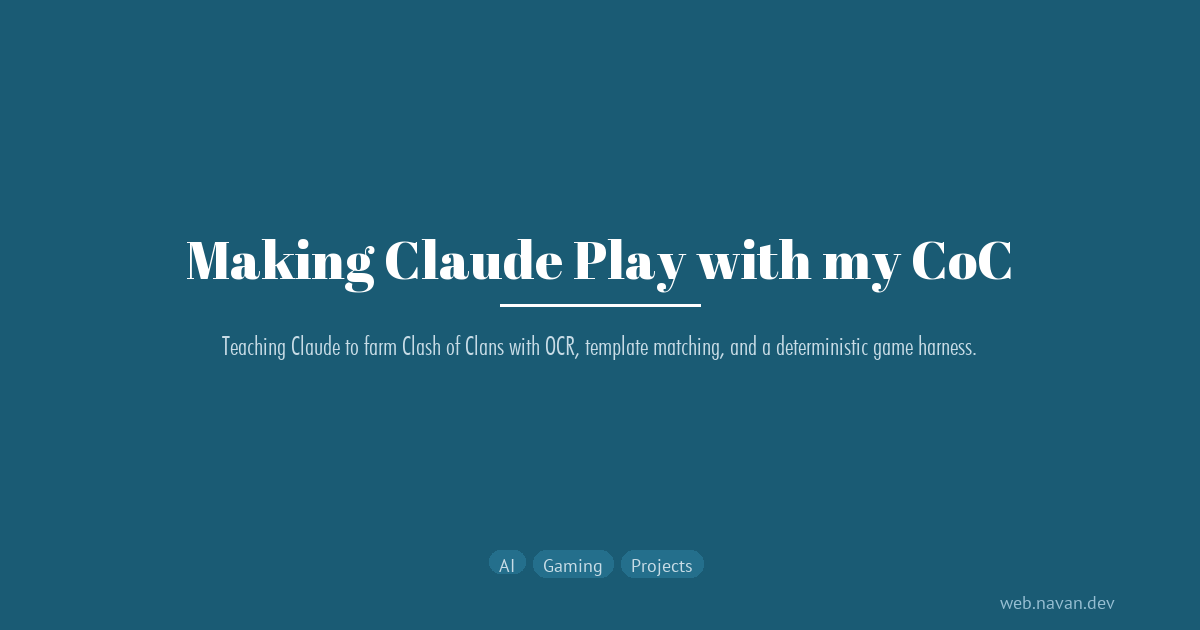 Making Claude Play with my CoC
Teaching Claude to farm Clash of Clans with OCR, template matching, and a deterministic game harness.
AI
Gaming
Projects
web.navan.dev